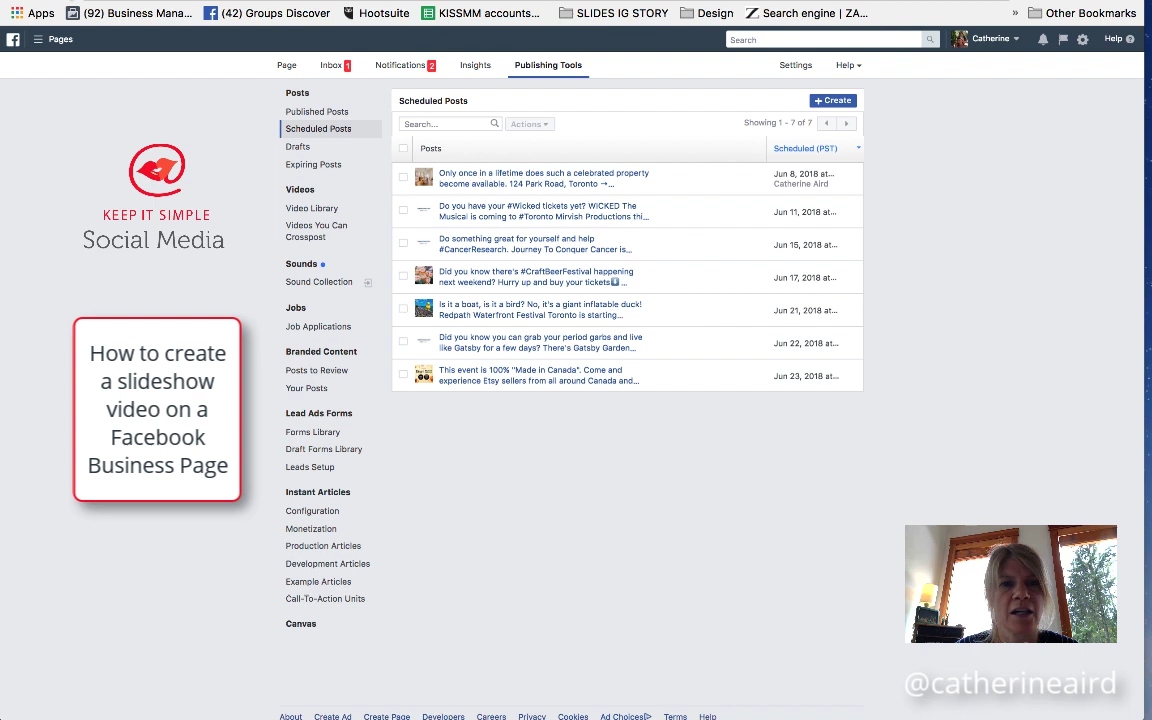 Apps (92) Business Mana... (42) Groups Discover Hootsuite KISSMM accounts... SLIDES IG STORY Design Search engine | ZA... » Other Bookmarks
Pages Search Catherine Help
Page Inbox 1 Notifications 2 Insights Publishing Tools Settings Help
Posts
Published Posts
Scheduled Posts
Drafts
Expiring Posts
Videos
Video Library
Videos You Can
Crosspost
Sounds
Sound Collection
Jobs
Job Applications
Branded Content
Posts to Review
Your Posts
Lead Ads Forms
Forms Library
Draft Forms Library
Leads Setup
Instant Articles
Configuration
Monetization
Production Articles
Development Articles
Example Articles
Call-To-Action Units
Canvas
Scheduled Posts + Create
Search... Actions Showing 1 - 7 of 7
Posts Scheduled (PST)
Only once in a lifetime does such a celebrated property
become available. 124 Park Road, Toronto →...
Jun 8, 2018 at...
Catherine Aird
Do you have your #Wicked tickets yet? WICKED The
Musical is coming to #Toronto Mirvish Productions thi...
Jun 11, 2018 at...
Do something great for yourself and help
#CancerResearch. Journey To Conquer Cancer is...
Jun 15, 2018 at...
Did you know there's #CraftBeerFestival happening
next weekend? Hurry up and buy your tickets⬇...
Jun 17, 2018 at...
Is it a boat, is it a bird? No, it's a giant inflatable duck!
Redpath Waterfront Festival Toronto is starting...
Jun 21, 2018 at...
Did you know you can grab your period garbs and live
like Gatsby for a few days? There's Gatsby Garden...
Jun 22, 2018 at...
This event is 100% "Made in Canada". Come and
experience Etsy sellers from all around Canada and...
Jun 23, 2018 at...
KEEP IT SIMPLE
Social Media
How to create
a slideshow
video on a
Facebook
Business Page
@catherineaird
About Create Ad Create Page Developers Careers Privacy Cookies Ad Choices Terms Help